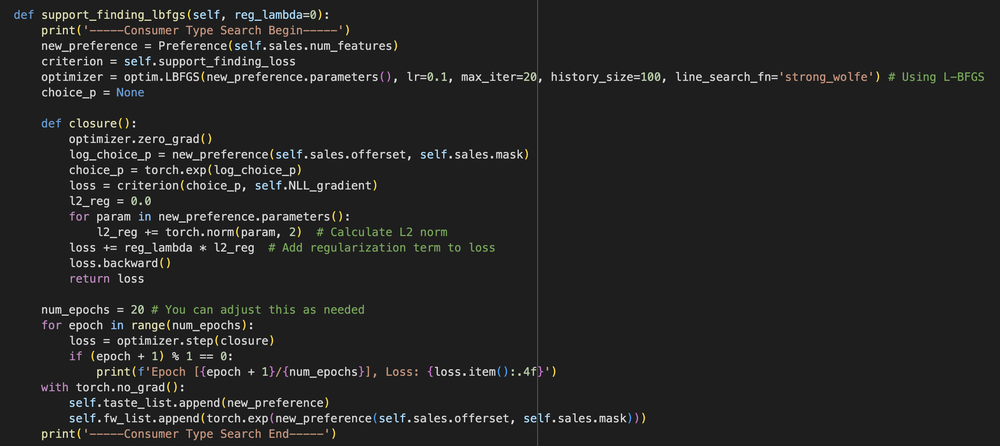 def support_finding_lbfgs(self, reg_lambda=0):
    print('-----Consumer Type Search Begin-----')
    new_preference = Preference(self.sales.num_features)
    criterion = self.support_finding_loss
    optimizer = optim.LBFGS(new_preference.parameters(), lr=0.1, max_iter=20, history_size=100, line_search_fn='strong_wolfe') # Using L-BFGS
    choice_p = None

    def closure():
        optimizer.zero_grad()
        log_choice_p = new_preference(self.sales.offerset, self.sales.mask)
        choice_p = torch.exp(log_choice_p)
        loss = criterion(choice_p, self.NLL_gradient)
        l2_reg = 0.0
        for param in new_preference.parameters():
            l2_reg += torch.norm(param, 2)  # Calculate L2 norm
        loss += reg_lambda * l2_reg  # Add regularization term to loss
        loss.backward()
        return loss

    num_epochs = 20 # You can adjust this as needed
    for epoch in range(num_epochs):
        loss = optimizer.step(closure)
        if (epoch + 1) % 1 == 0:
            print(f'Epoch [{epoch + 1}/{num_epochs}], Loss: {loss.item():.4f}')
    with torch.no_grad():
        self.taste_list.append(new_preference)
        self.fw_list.append(torch.exp(new_preference(self.sales.offerset, self.sales.mask)))
    print('-----Consumer Type Search End-----')